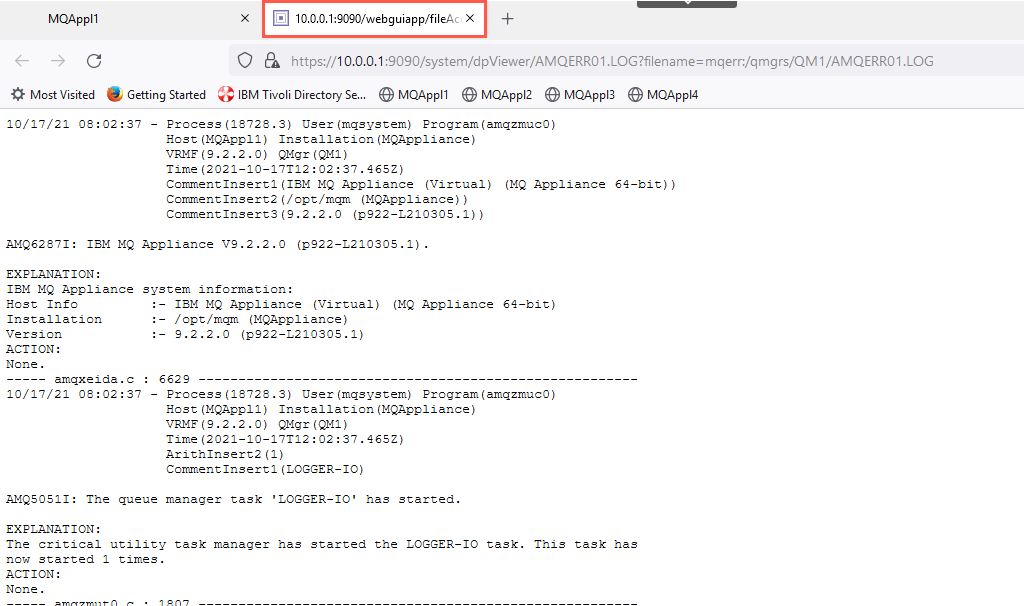 MQAppl1
10.0.0.1:9090/webguiapp/fileAc
https://10.0.0.1:9090/system/dpViewer/AMQERR01.LOG?filename=mqerr:/qmgrs/QM1/AMQERR01.LOG
Most Visited Getting Started IBM Tivoli Directory Se... MQAppl1 MQAppl2 MQAppl3 MQAppl4
10/17/21 08:02:37 - Process(18728.3) User(mqsystem) Program(amqzmuc0)
Host(MQAppl1) Installation(MQAppliance)
VRMF(9.2.2.0) QMgr(QM1)
Time(2021-10-17T12:02:37.465Z)
CommentInsert1(IBM MQ Appliance (Virtual) (MQ Appliance 64-bit))
CommentInsert2(/opt/mqm (MQAppliance))
CommentInsert3(9.2.2.0 (p922-L210305.1))
AMQ6287I: IBM MQ Appliance V9.2.2.0 (p922-L210305.1).
EXPLANATION:
IBM MQ Appliance system information:
Host Info :- IBM MQ Appliance (Virtual) (MQ Appliance 64-bit)
Installation :- /opt/mqm (MQAppliance)
Version :- 9.2.2.0 (p922-L210305.1)
ACTION:
None.
----- amqxeida.c : 6629 -------------------------------------------------------
10/17/21 08:02:37 - Process(18728.3) User(mqsystem) Program(amqzmuc0)
Host(MQAppl1) Installation(MQAppliance)
VRMF(9.2.2.0) QMgr(QM1)
Time(2021-10-17T12:02:37.465Z)
ArithInsert2(1)
CommentInsert1(LOGGER-IO)
AMQ5051I: The queue manager task 'LOGGER-IO' has started.
EXPLANATION:
The critical utility task manager has started the LOGGER-IO task. This task has
now started 1 times.
ACTION:
None.
----- amqzmut0.c : 1807 -------------------------------------------------------